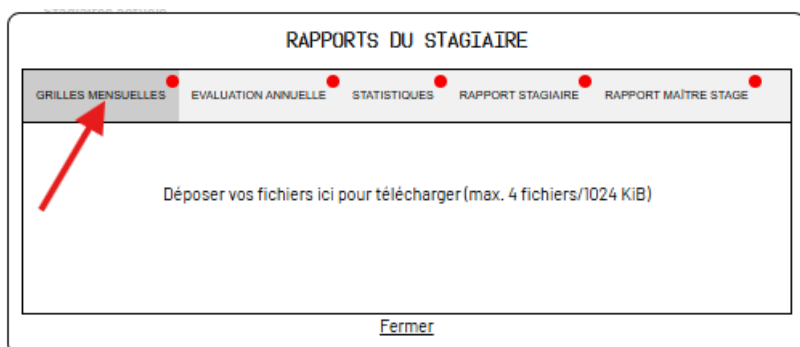 RAPPORTS DU STAGIAIRE
GRILLES MENSUELLES EVALUATION ANNUELLE STATISTIQUES RAPPORT STAGIAIRE RAPPORT MAÎTRE STAGE
Déposer vos fichiers ici pour télécharger (max. 4 fichiers/1024 KiB)
Fermer